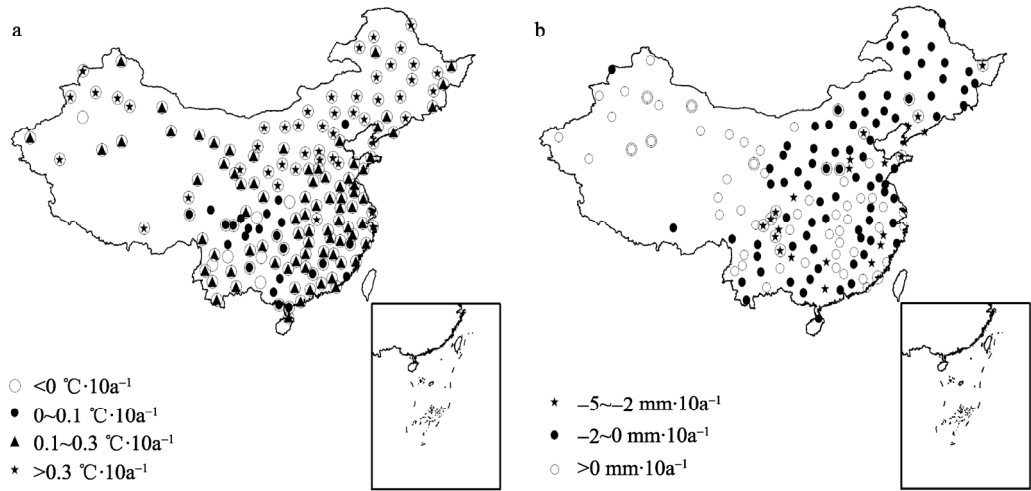 a
b
<0 ℃·10a⁻¹
0~0.1 ℃·10a⁻¹
0.1~0.3 ℃·10a⁻¹
>0.3 ℃·10a⁻¹
−5~−2 mm·10a⁻¹
−2~0 mm·10a⁻¹
>0 mm·10a⁻¹